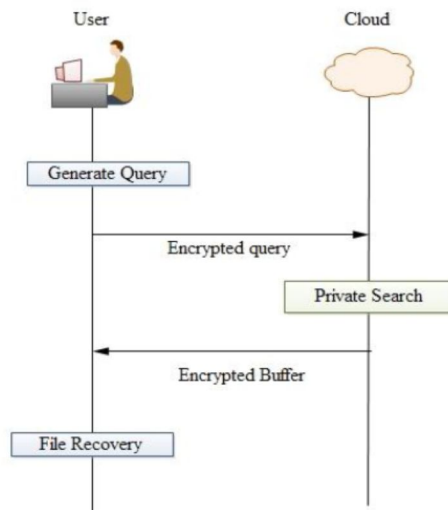 User
Cloud
Generate Query
Encrypted query
Private Search
Encrypted Buffer
File Recovery